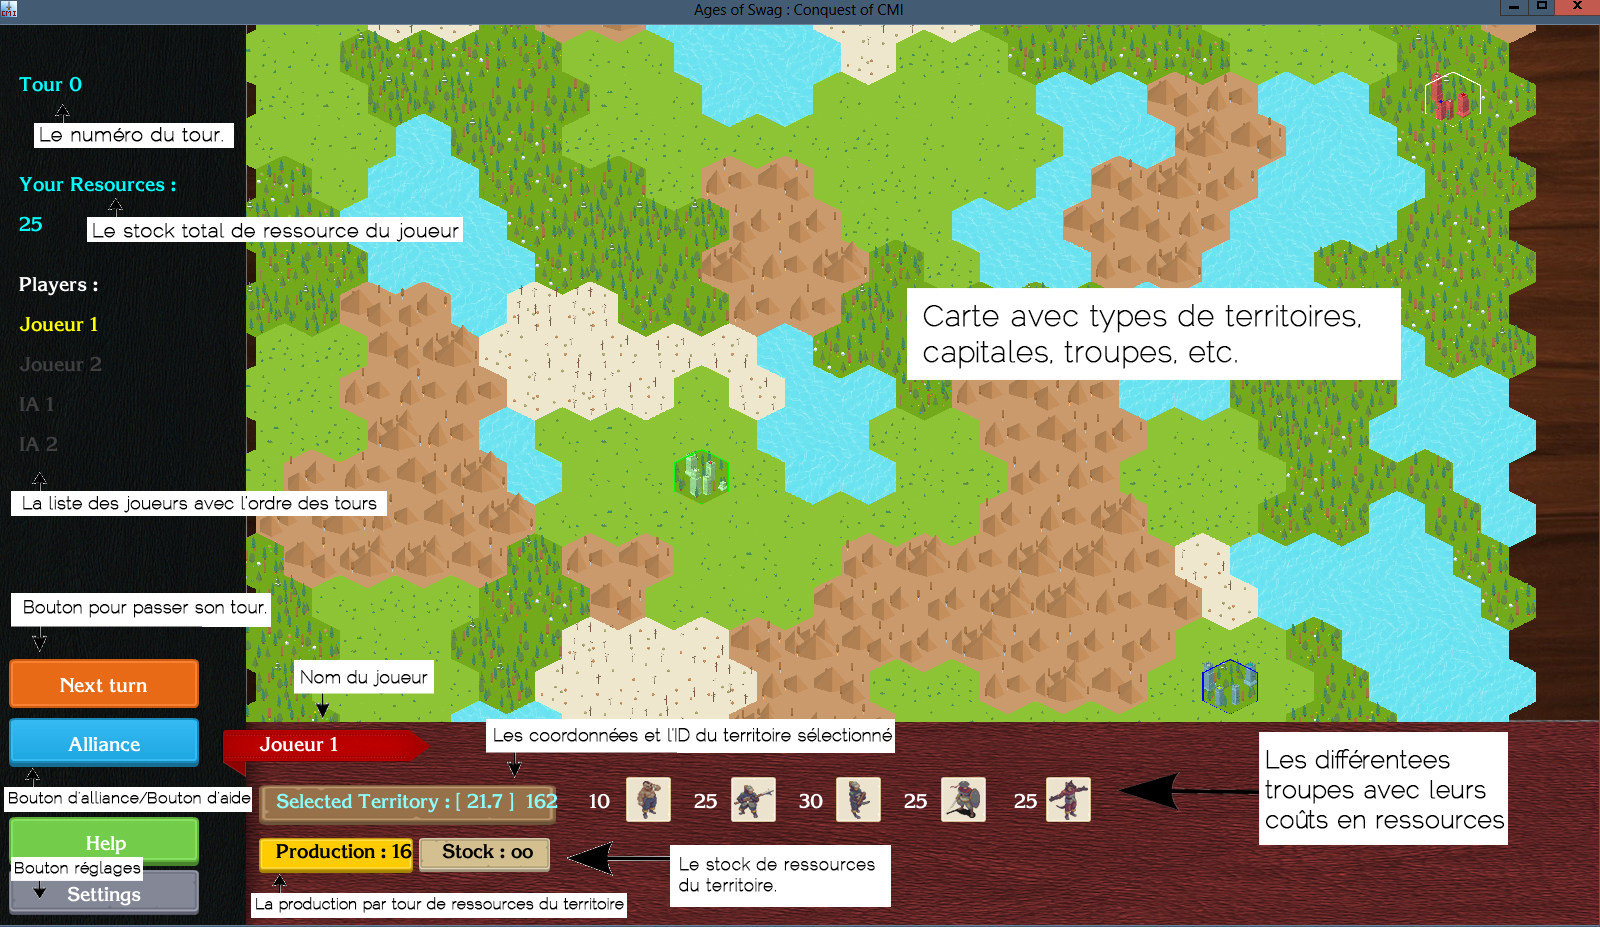 Ages of Swag : Conquest of CMI
CMI
Tour 0
Le numéro du tour.
Your Resources :
25
Le stock total de ressource du joueur
Players :
Joueur 1
Joueur 2
IA 1
IA 2
La liste des joueurs avec l'ordre des tours
Carte avec types de territoires,
capitales, troupes, etc.
Bouton pour passer son tour.
Next turn
Alliance
Bouton d'alliance/Bouton d'aide
Help
Bouton réglages
Settings
Nom du joueur
Joueur 1
Les coordonnées et l'ID du territoire sélectionné
Selected Territory : [ 21.7 ] 162
10
25
30
25
25
Les différentees
troupes avec leurs
coûts en ressources
Production : 16
Stock : oo
Le stock de ressources
du territoire.
La production par tour de ressources du territoire